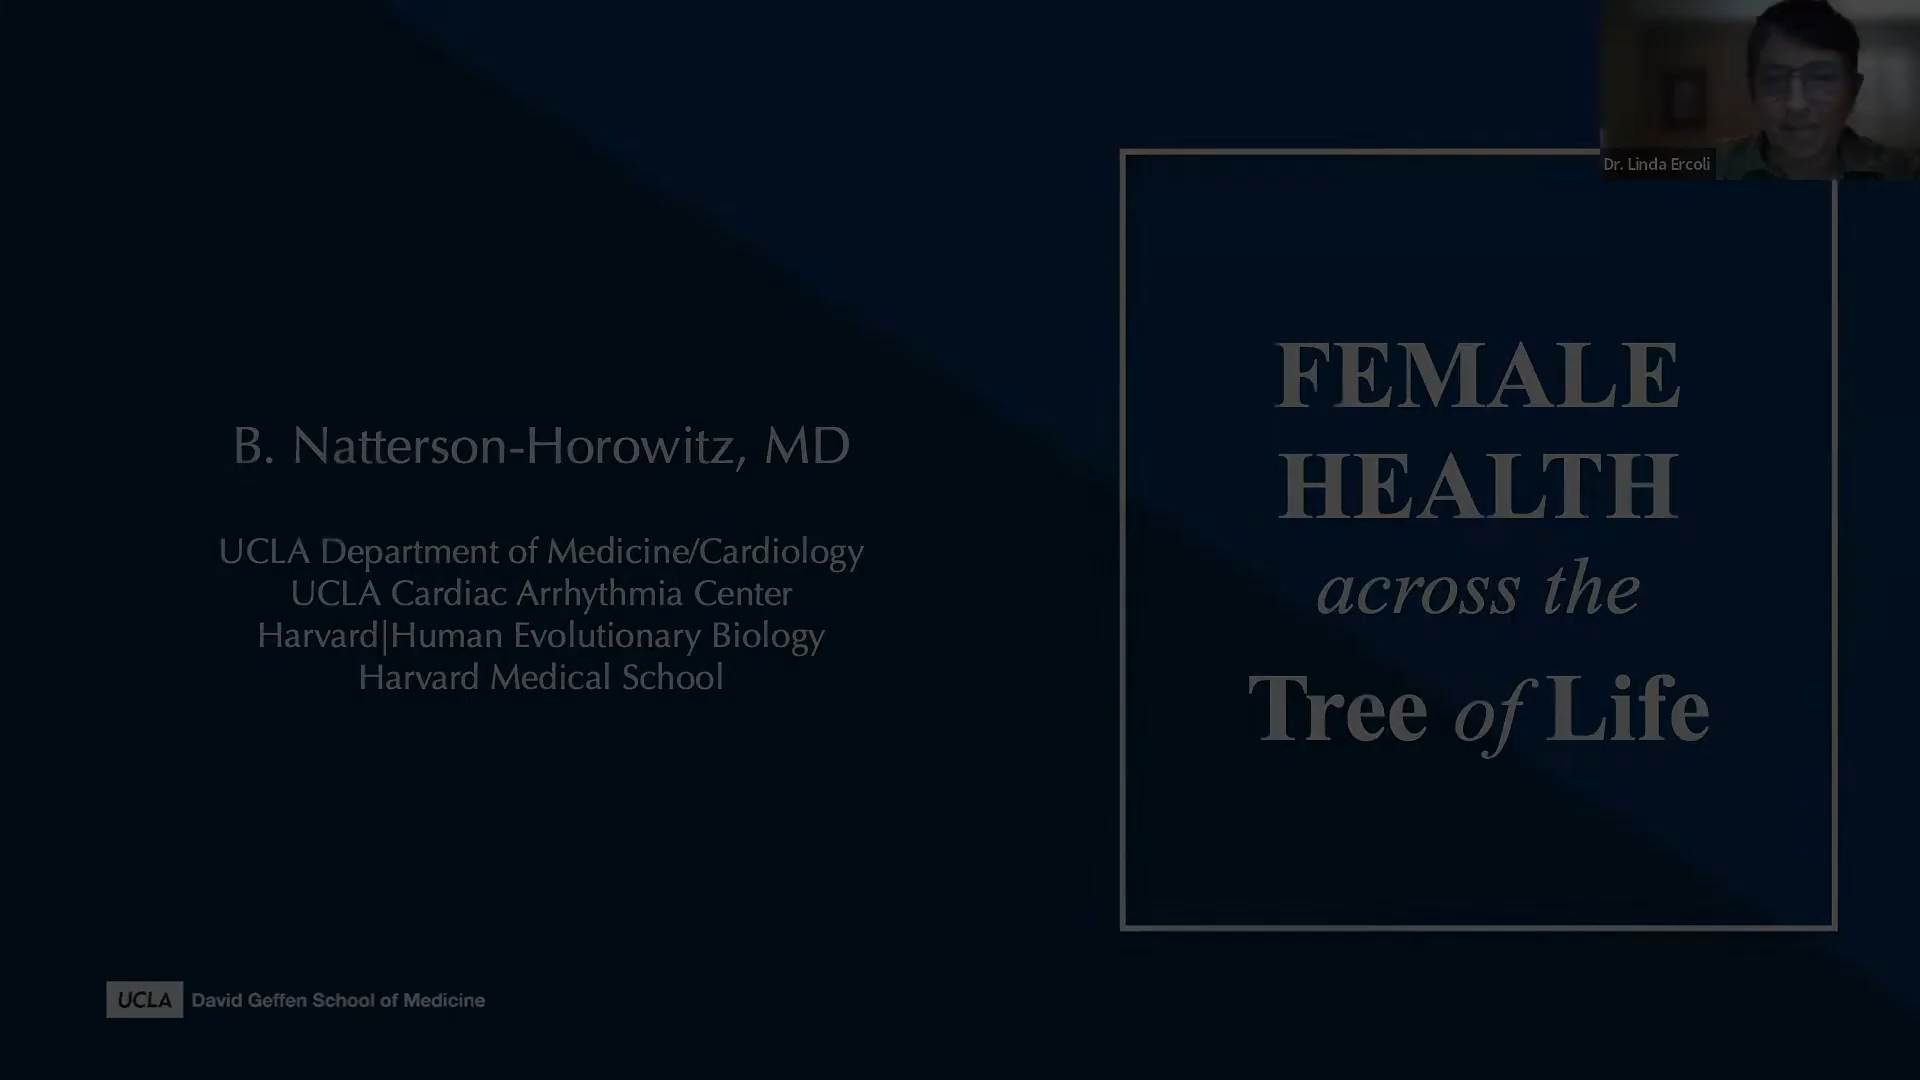 Dr. Linda Ercoli
B. Natterson-Horowitz, MD
UCLA Department of Medicine/Cardiology
UCLA Cardiac Arrhythmia Center
Harvard|Human Evolutionary Biology
Harvard Medical School
FEMALE
HEALTH
across the
Tree of Life
UCLA David Geffen School of Medicine